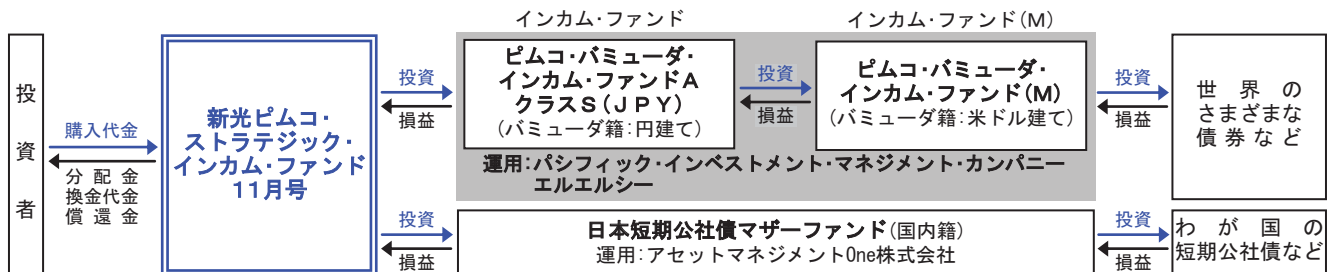 インカム・ファンド
インカム・ファンド(M)
投資者
購入代金
分配金
換金代金
償還金
新光ピムコ・
ストラテジック・
インカム・ファンド
11月号
投資
損益
ピムコ・バミューダ・
インカム・ファンドA
クラスS(JPY)
(バミューダ籍:円建て)
投資
損益
ピムコ・バミューダ・
インカム・ファンド(M)
(バミューダ籍:米ドル建て)
運用:パシフィック・インベストメント・マネジメント・カンパニー
エルエルシー
投資
損益
世界の
さまざまな
債券など
投資
損益
日本短期公社債マザーファンド(国内籍)
運用:アセットマネジメントOne株式会社
投資
損益
わが国の
短期公社債など